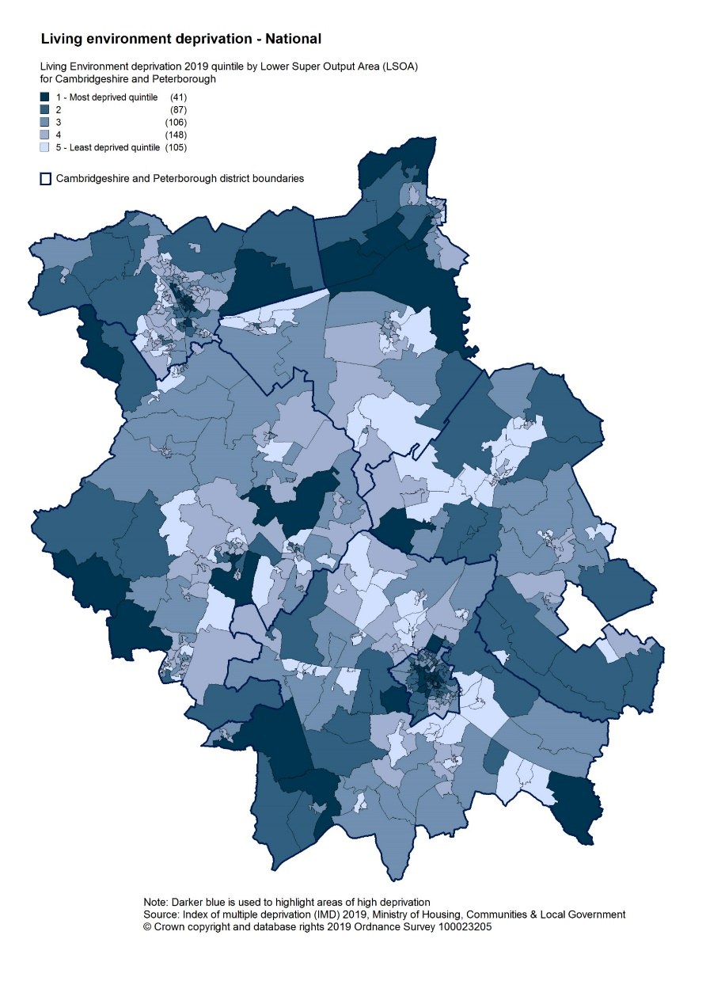 Living environment deprivation - National
Living Environment deprivation 2019 quintile by Lower Super Output Area (LSOA)
for Cambridgeshire and Peterborough
1 - Most deprived quintile (41)
2 (87)
3 (106)
4 (148)
5 - Least deprived quintile (105)
Cambridgeshire and Peterborough district boundaries
Note: Darker blue is used to highlight areas of high deprivation
Source: Index of multiple deprivation (IMD) 2019, Ministry of Housing, Communities & Local Government
© Crown copyright and database rights 2019 Ordnance Survey 100023205